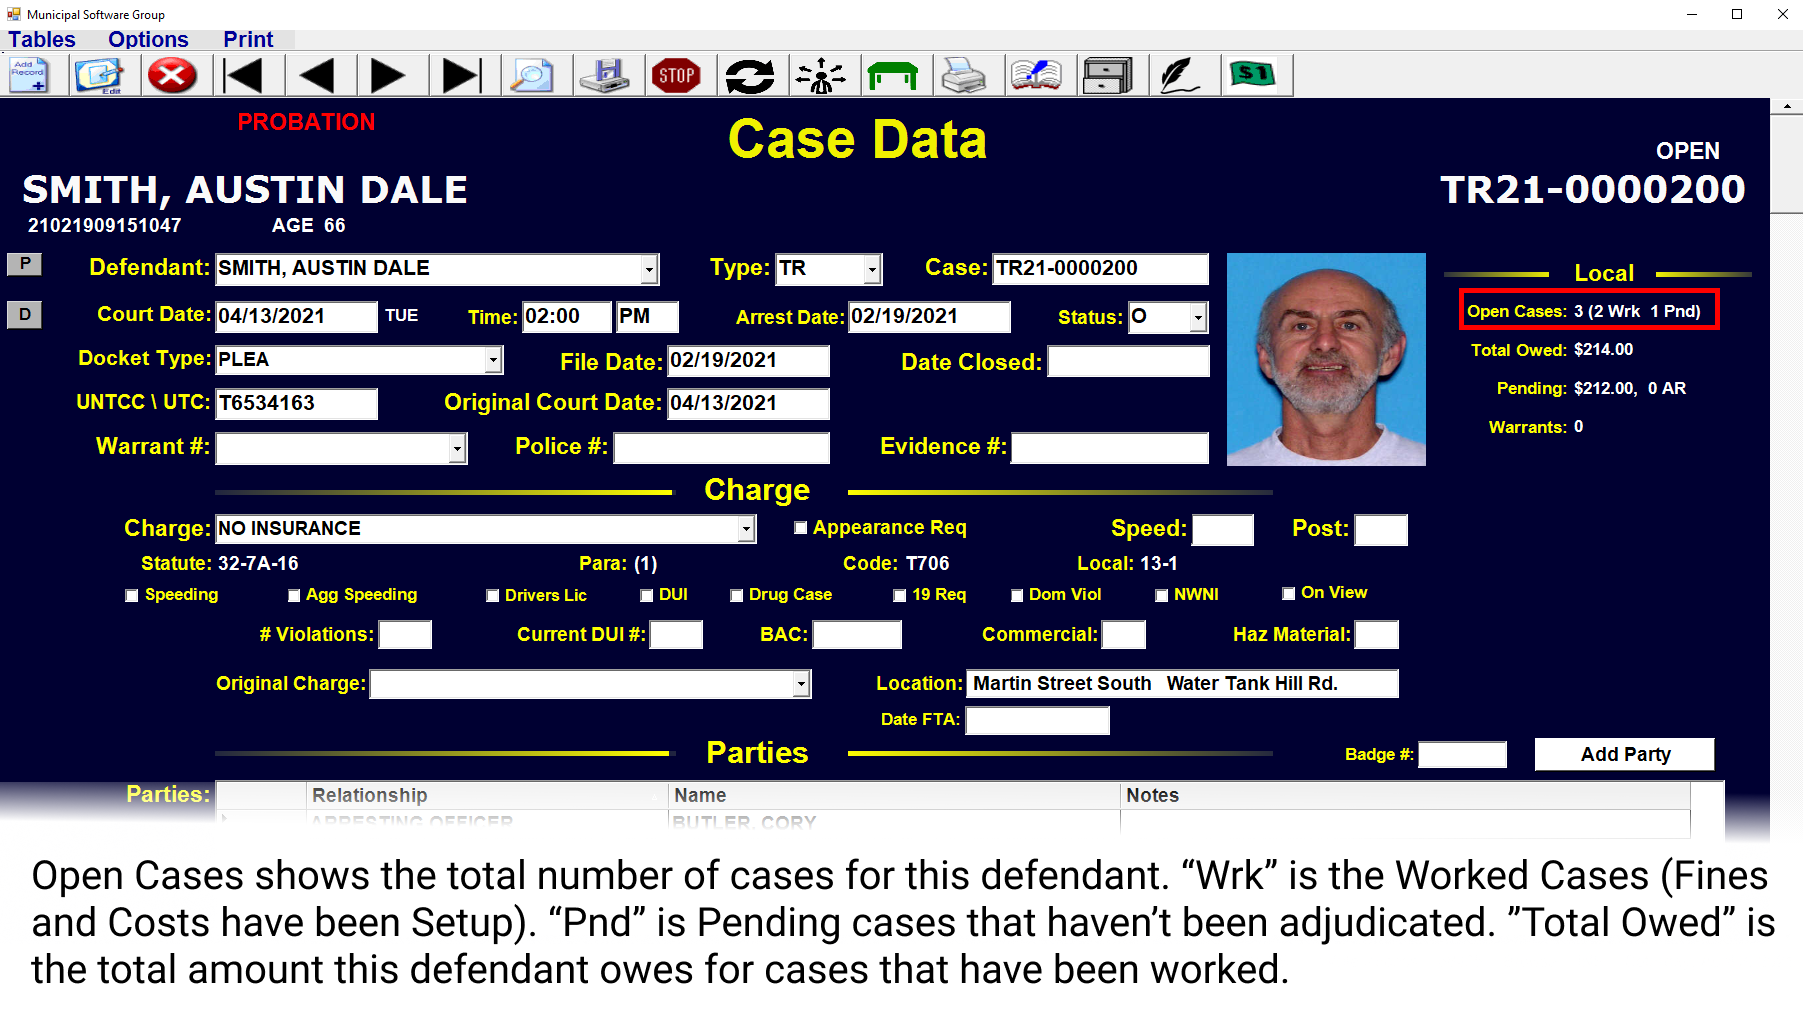 Municipal Software Group
Tables Options Print
Add Record Edit STOP $1
PROBATION
Case Data
OPEN
SMITH, AUSTIN DALE
TR21-0000200
21021909151047 AGE 66
P Defendant: SMITH, AUSTIN DALE Type: TR Case: TR21-0000200
Local
D Court Date: 04/13/2021 TUE Time: 02:00 PM Arrest Date: 02/19/2021 Status: O
Open Cases: 3 (2 Wrk 1 Pnd)
Docket Type: PLEA File Date: 02/19/2021 Date Closed:
Total Owed: $214.00
UNTCC \ UTC: T6534163 Original Court Date: 04/13/2021
Pending: $212.00, 0 AR
Warrant #: Police #: Evidence #:
Warrants: 0
Charge
Charge: NO INSURANCE Appearance Req Speed: Post:
Statute: 32-7A-16 Para: (1) Code: T706 Local: 13-1
Speeding Agg Speeding Drivers Lic DUI Drug Case 19 Req Dom Viol NWNI On View
# Violations: Current DUI #: BAC: Commercial: Haz Material:
Original Charge: Location: Martin Street South Water Tank Hill Rd.
Date FTA:
Parties
Badge #: Add Party
Parties: Relationship Name Notes
ARRESTING OFFICER BUTLER, CORY
Open Cases shows the total number of cases for this defendant. “Wrk” is the Worked Cases (Fines
and Costs have been Setup). “Pnd” is Pending cases that haven’t been adjudicated. ”Total Owed” is
the total amount this defendant owes for cases that have been worked.